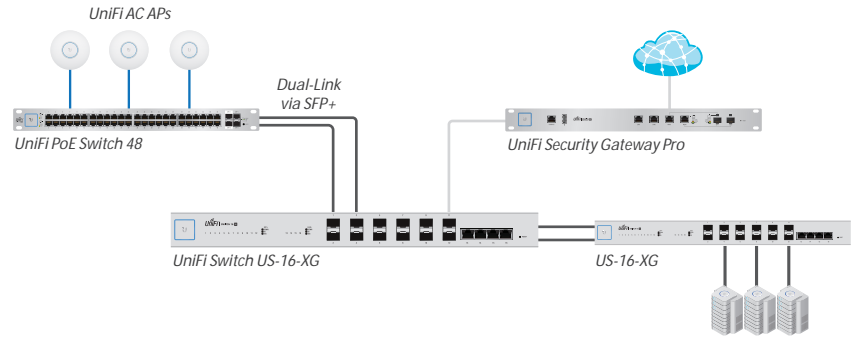 UniFi AC APs
Dual-Link
via SFP+
UniFi PoE Switch 48
UniFi Security Gateway Pro
UniFi
UniFi Switch US-16-XG
US-16-XG